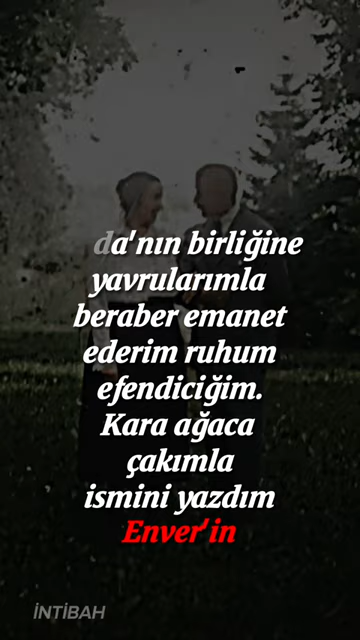 da'nın birliğine
yavrularımla
beraber emanet
ederim ruhum
efendiciğim.
Kara ağaca
çakımla
ismini yazdım
Enver'in
İNTİBAH